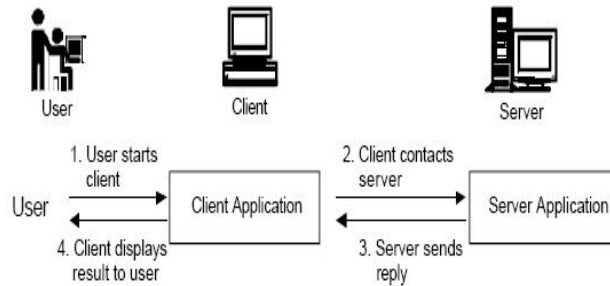 User
Client
Server
1. User starts
client
2. Client contacts
server
User
Client Application
Server Application
4. Client displays
result to user
3. Server sends
reply